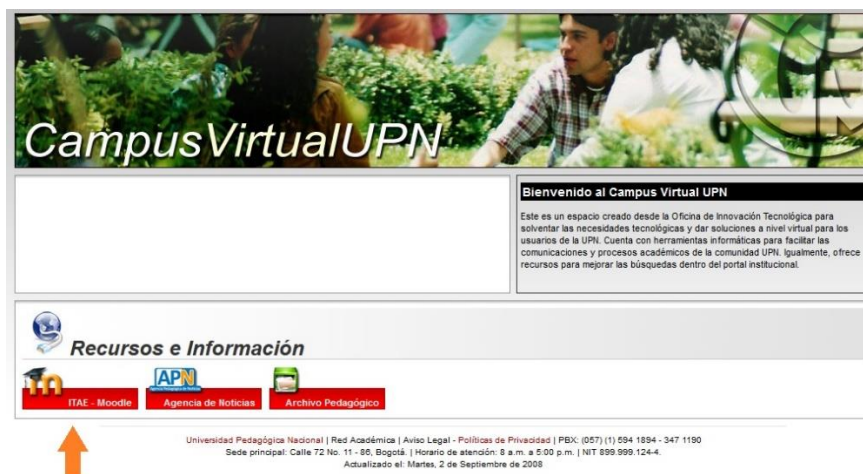 CampusVirtualUPN
Bienvenido al Campus Virtual UPN
Este es un espacio creado desde la Oficina de Innovación Tecnológica para
solventar las necesidades tecnológicas y dar soluciones a nivel virtual para los
usuarios de la UPN. Cuenta con herramientas informáticas para facilitar las
comunicaciones y procesos académicos de la comunidad UPN. Igualmente, ofrece
recursos para mejorar las búsquedas dentro del portal institucional.
Recursos e Información
m
APN
ITAE - Moodle
Agencia de Noticias
Archivo Pedagógico
Universidad Pedagógica Nacional | Red Académica | Aviso Legal - Políticas de Privacidad | PBX: (057) (1) 594 1894 - 347 1190
Sede principal: Calle 72 No. 11 - 86, Bogotá. | Horario de atención: 8 a.m. a 5:00 p.m. | NIT 899.999.124-4.
Actualizado el: Martes, 2 de Septiembre de 2008